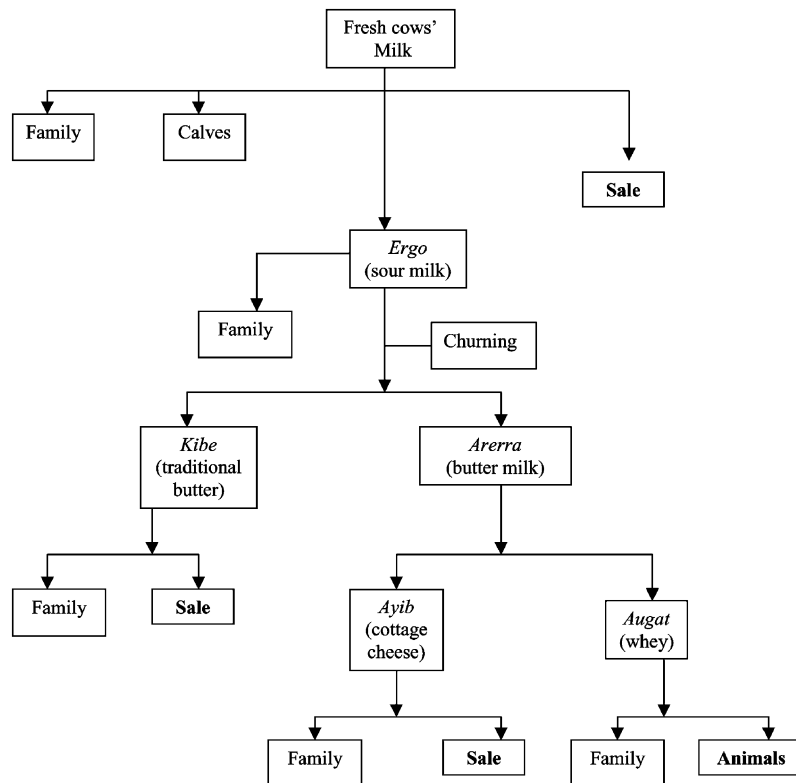 Fresh cows'
Milk
Family
Calves
Sale
Ergo
(sour milk)
Family
Churning
Kibe
(traditional
butter)
Arerra
(butter milk)
Family
Sale
Ayib
(cottage
cheese)
Augat
(whey)
Family
Sale
Family
Animals